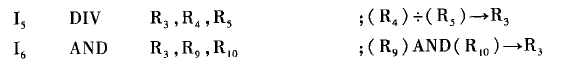 I₅ DIV R₃,R₄,R₅ ;(R₄)÷(R₅)→R₃
I₆ AND R₃,R₉,R₁₀ ;(R₉)AND(R₁₀)→R₃